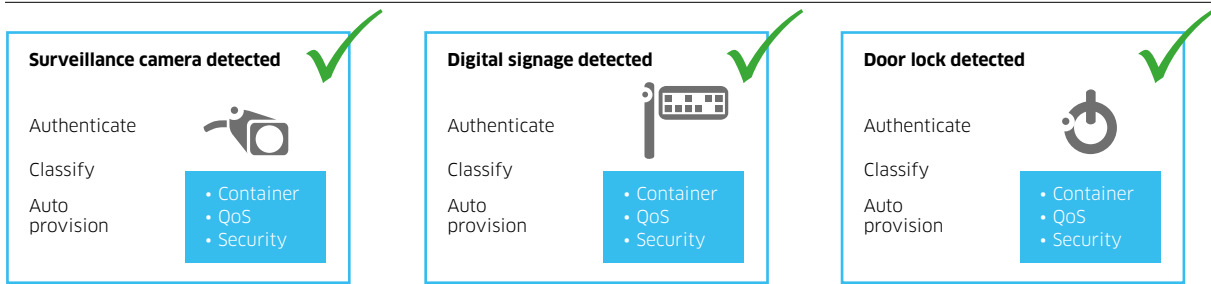 Surveillance camera detected
Authenticate
Classify
Auto
provision
• Container
• QoS
• Security
Digital signage detected
Authenticate
Classify
Auto
provision
• Container
• QoS
• Security
Door lock detected
Authenticate
Classify
Auto
provision
• Container
• QoS
• Security